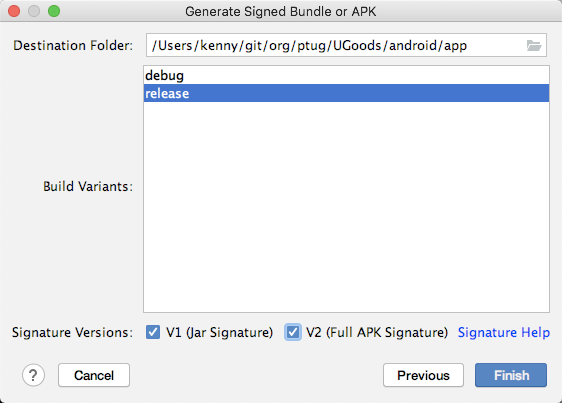 Generate Signed Bundle or APK
Destination Folder: /Users/kenny/git/org/ptug/UGoods/android/app
debug
release
Build Variants:
Signature Versions: V1 (Jar Signature) V2 (Full APK Signature) Signature Help
? Cancel Previous Finish